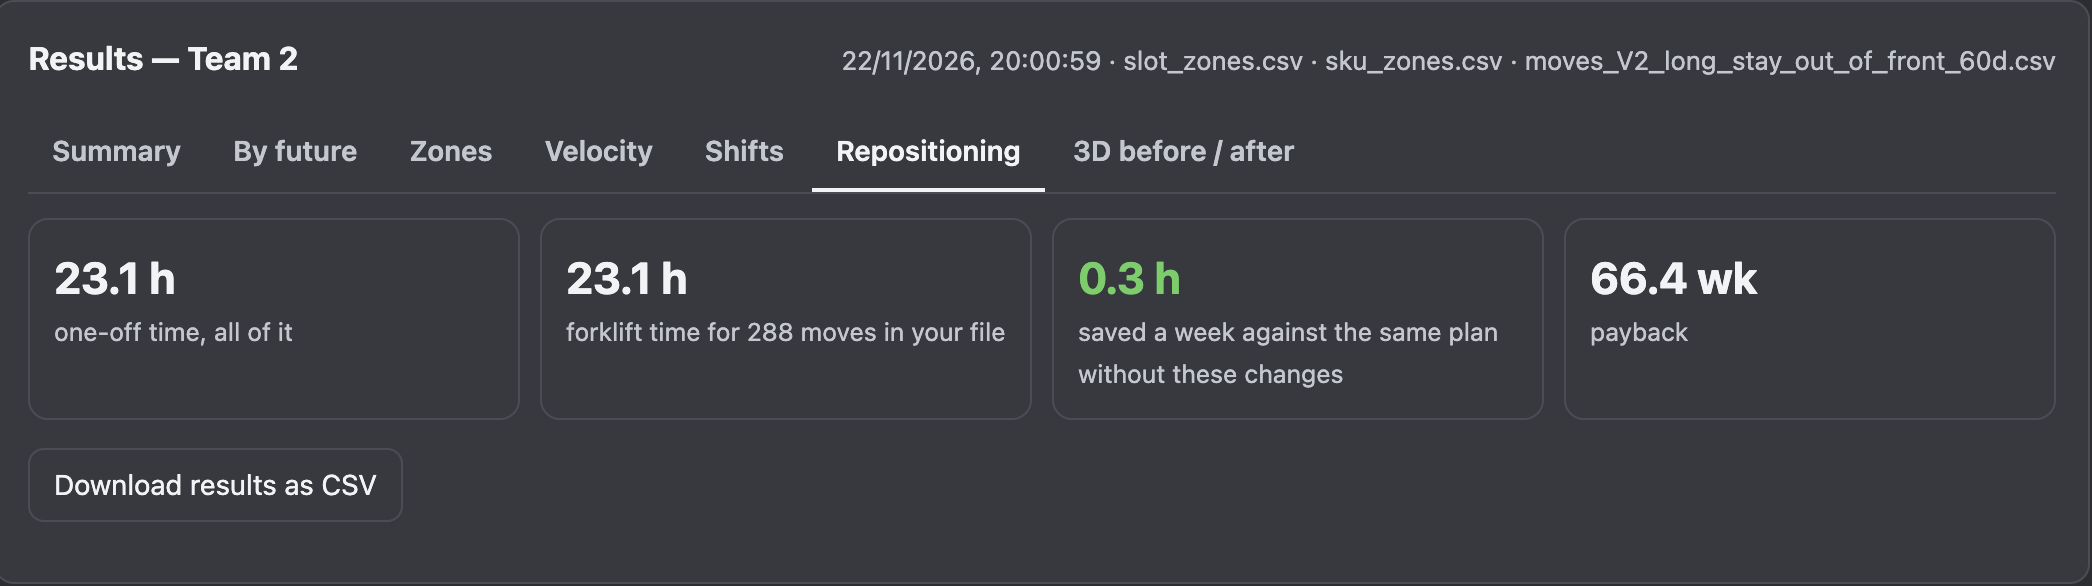 Results — Team 2
22/11/2026, 20:00:59 · slot_zones.csv · sku_zones.csv · moves_V2_long_stay_out_of_front_60d.csv
Summary By future Zones Velocity Shifts Repositioning 3D before / after
23.1 h
one-off time, all of it
23.1 h
forklift time for 288 moves in your file
0.3 h
saved a week against the same plan
without these changes
66.4 wk
payback
Download results as CSV